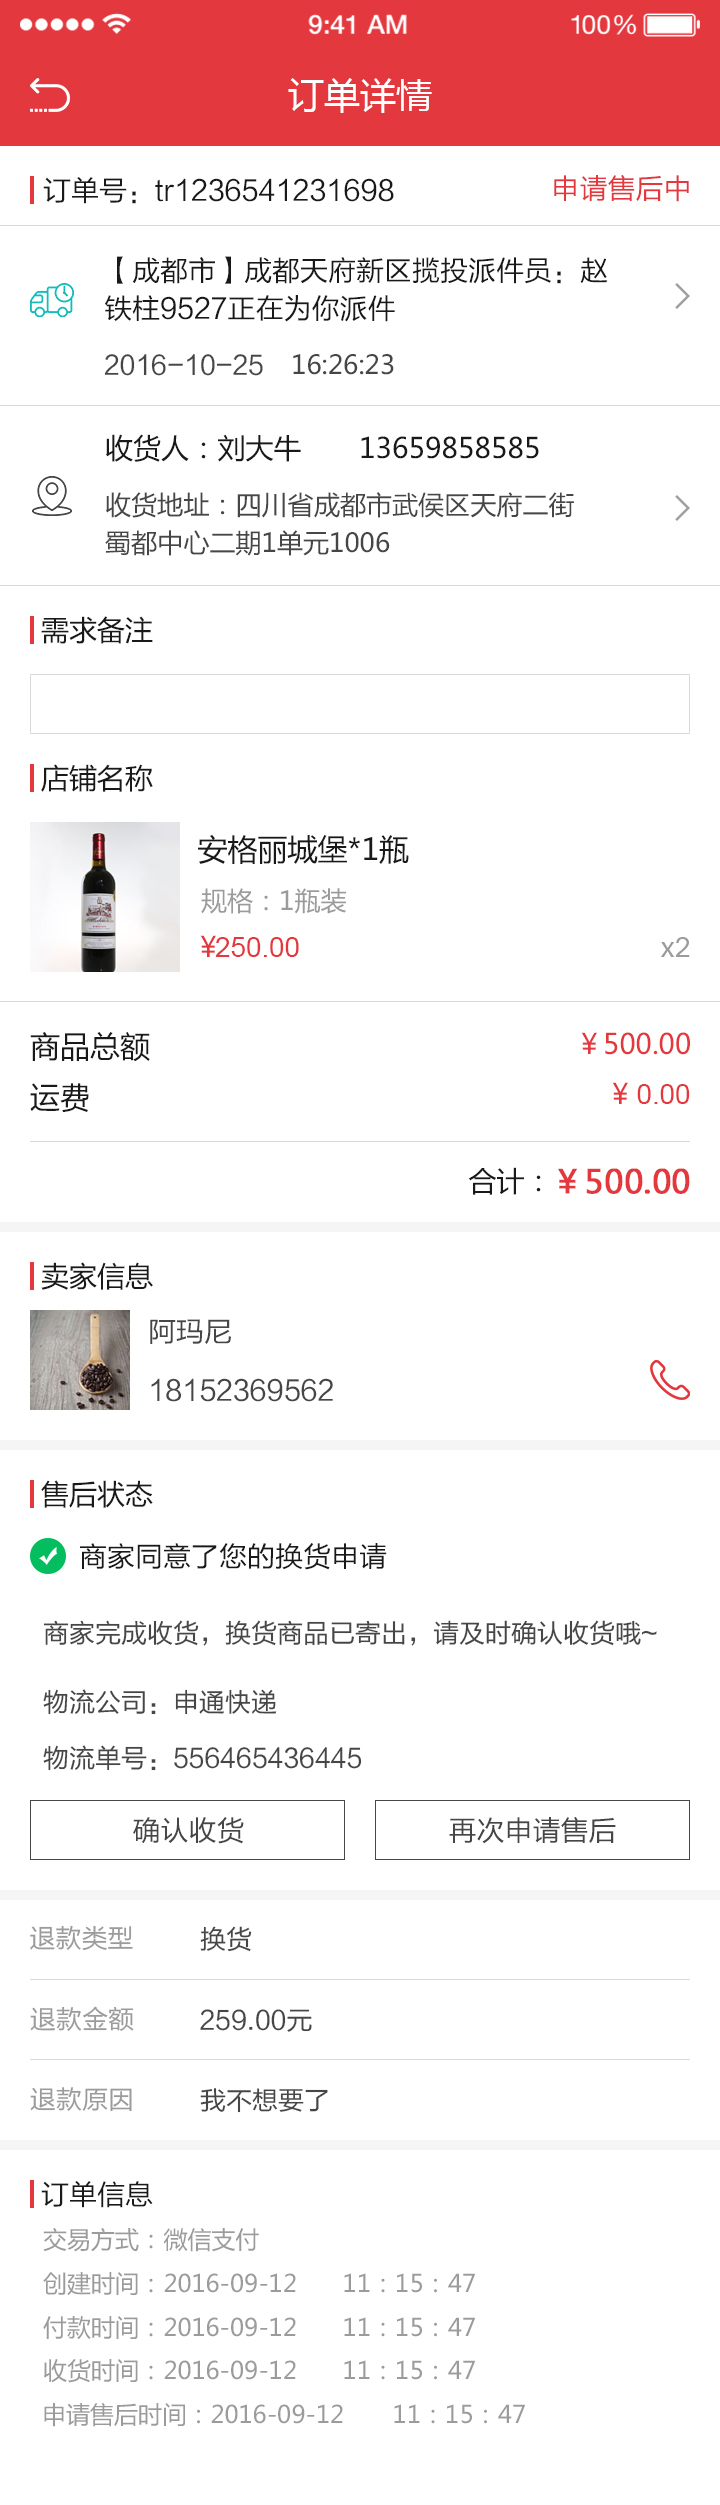 9:41 AM 100%
订单详情
订单号：tr1236541231698 申请售后中
【成都市】成都天府新区揽投派件员：赵
铁柱9527正在为你派件
2016-10-25 16:26:23
收货人：刘大牛 13659858585
收货地址：四川省成都市武侯区天府二街
蜀都中心二期1单元1006
需求备注
店铺名称
安格丽城堡*1瓶
规格：1瓶装
¥250.00 x2
商品总额 ¥500.00
运费 ¥ 0.00
合计：¥500.00
卖家信息
阿玛尼
18152369562
售后状态
商家同意了您的换货申请
商家完成收货，换货商品已寄出，请及时确认收货哦~
物流公司：申通快递
物流单号：556465436445
确认收货 再次申请售后
退款类型 换货
退款金额 259.00元
退款原因 我不想要了
订单信息
交易方式：微信支付
创建时间：2016-09-12 11：15：47
付款时间：2016-09-12 11：15：47
收货时间：2016-09-12 11：15：47
申请售后时间：2016-09-12 11：15：47